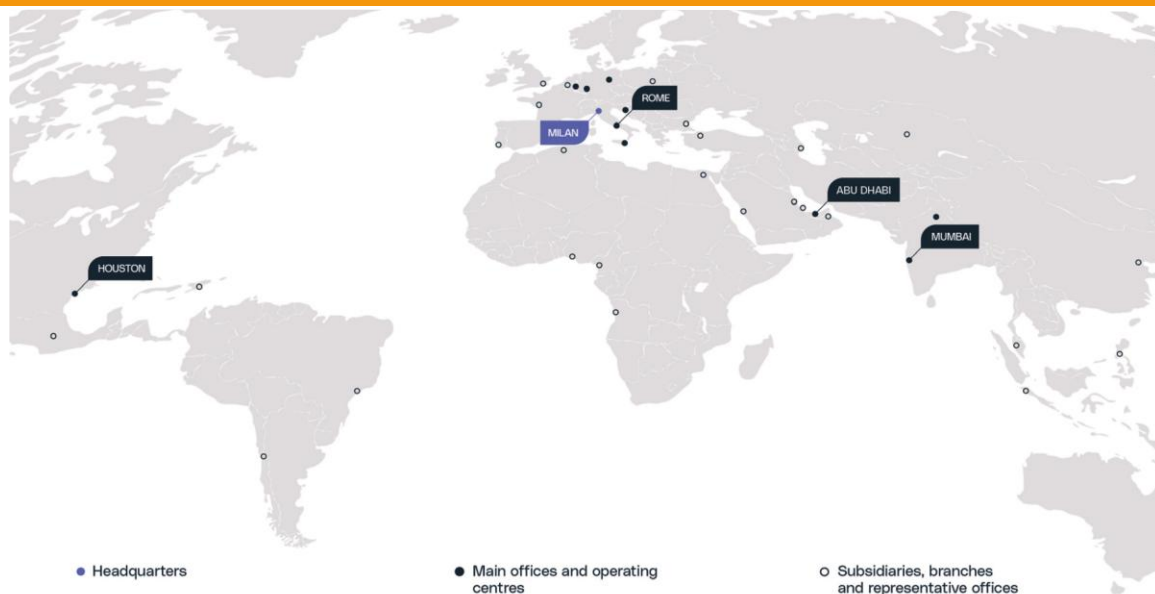 ROME
MILAN
ABU DHABI
MUMBAI
HOUSTON
Headquarters
Main offices and operating
centres
Subsidiaries, branches
and representative offices